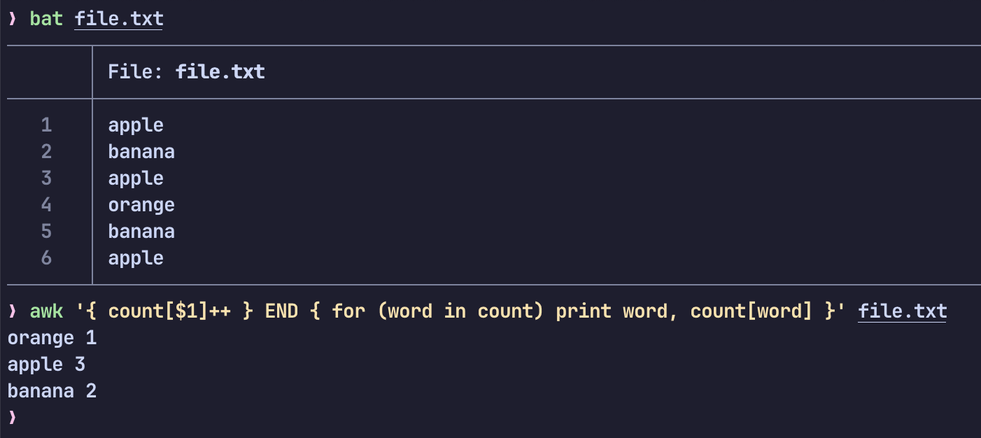 ❯ bat file.txt
File: file.txt
1 apple
2 banana
3 apple
4 orange
5 banana
6 apple
❯ awk '{ count[$1]++ } END { for (word in count) print word, count[word] }' file.txt
orange 1
apple 3
banana 2
❯